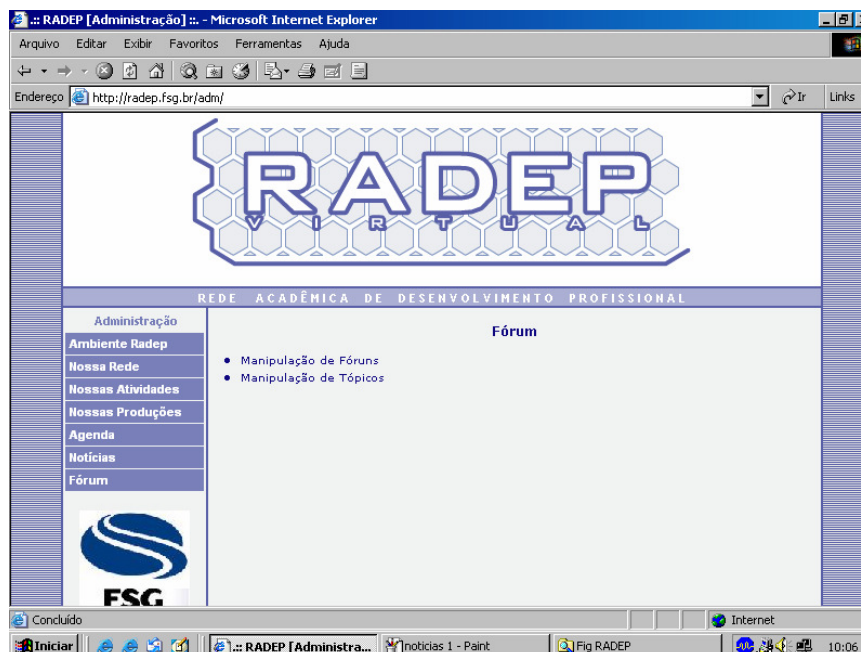 .:: RADEP [Administração] ::. - Microsoft Internet Explorer
Arquivo Editar Exibir Favoritos Ferramentas Ajuda
Endereço http://radep.fsg.br/adm/ Ir Links
RADEP
VIRTUAL
REDE ACADÊMICA DE DESENVOLVIMENTO PROFISSIONAL
Administração
Ambiente Radep
Nossa Rede
Nossas Atividades
Nossas Produções
Agenda
Notícias
Fórum
FSG
Fórum
Manipulação de Fóruns
Manipulação de Tópicos
Concluído Internet
Iniciar .:: RADEP [Administra... noticias 1 - Paint Fig RADEP 10:06